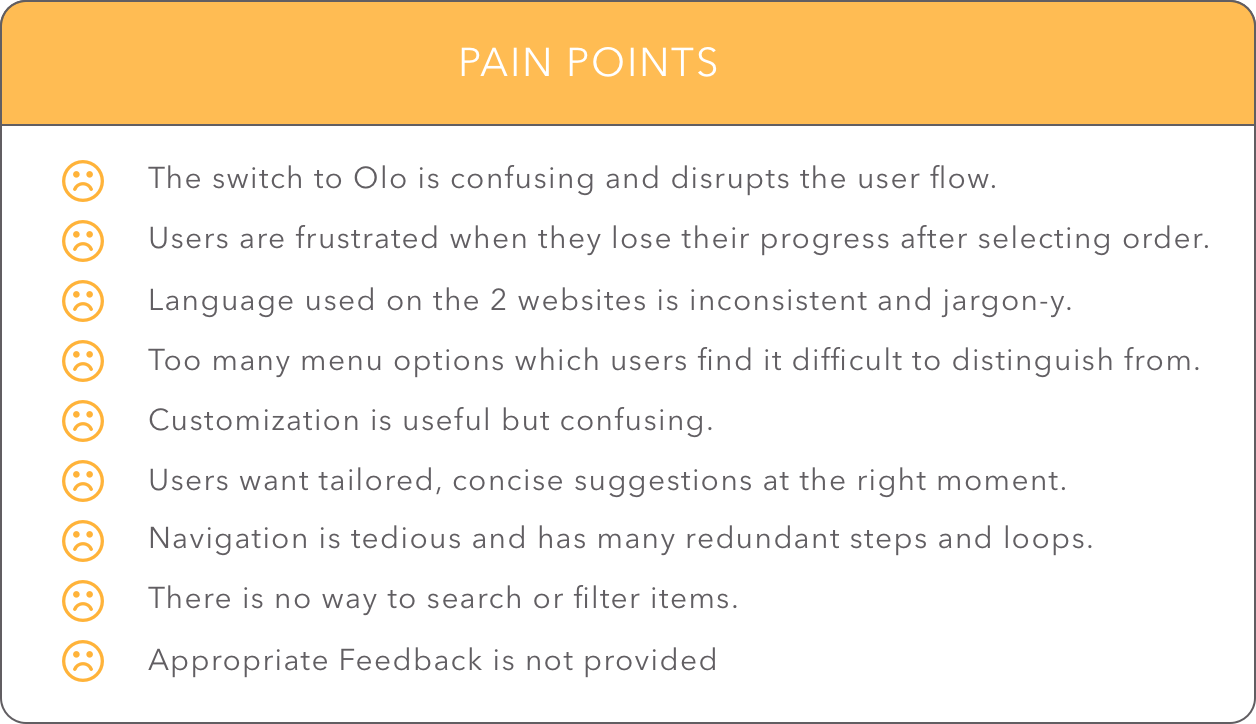 PAIN POINTS
The switch to Olo is confusing and disrupts the user flow.
Users are frustrated when they lose their progress after selecting order.
Language used on the 2 websites is inconsistent and jargon-y.
Too many menu options which users find it difficult to distinguish from.
Customization is useful but confusing.
Users want tailored, concise suggestions at the right moment.
Navigation is tedious and has many redundant steps and loops.
There is no way to search or filter items.
Appropriate Feedback is not provided